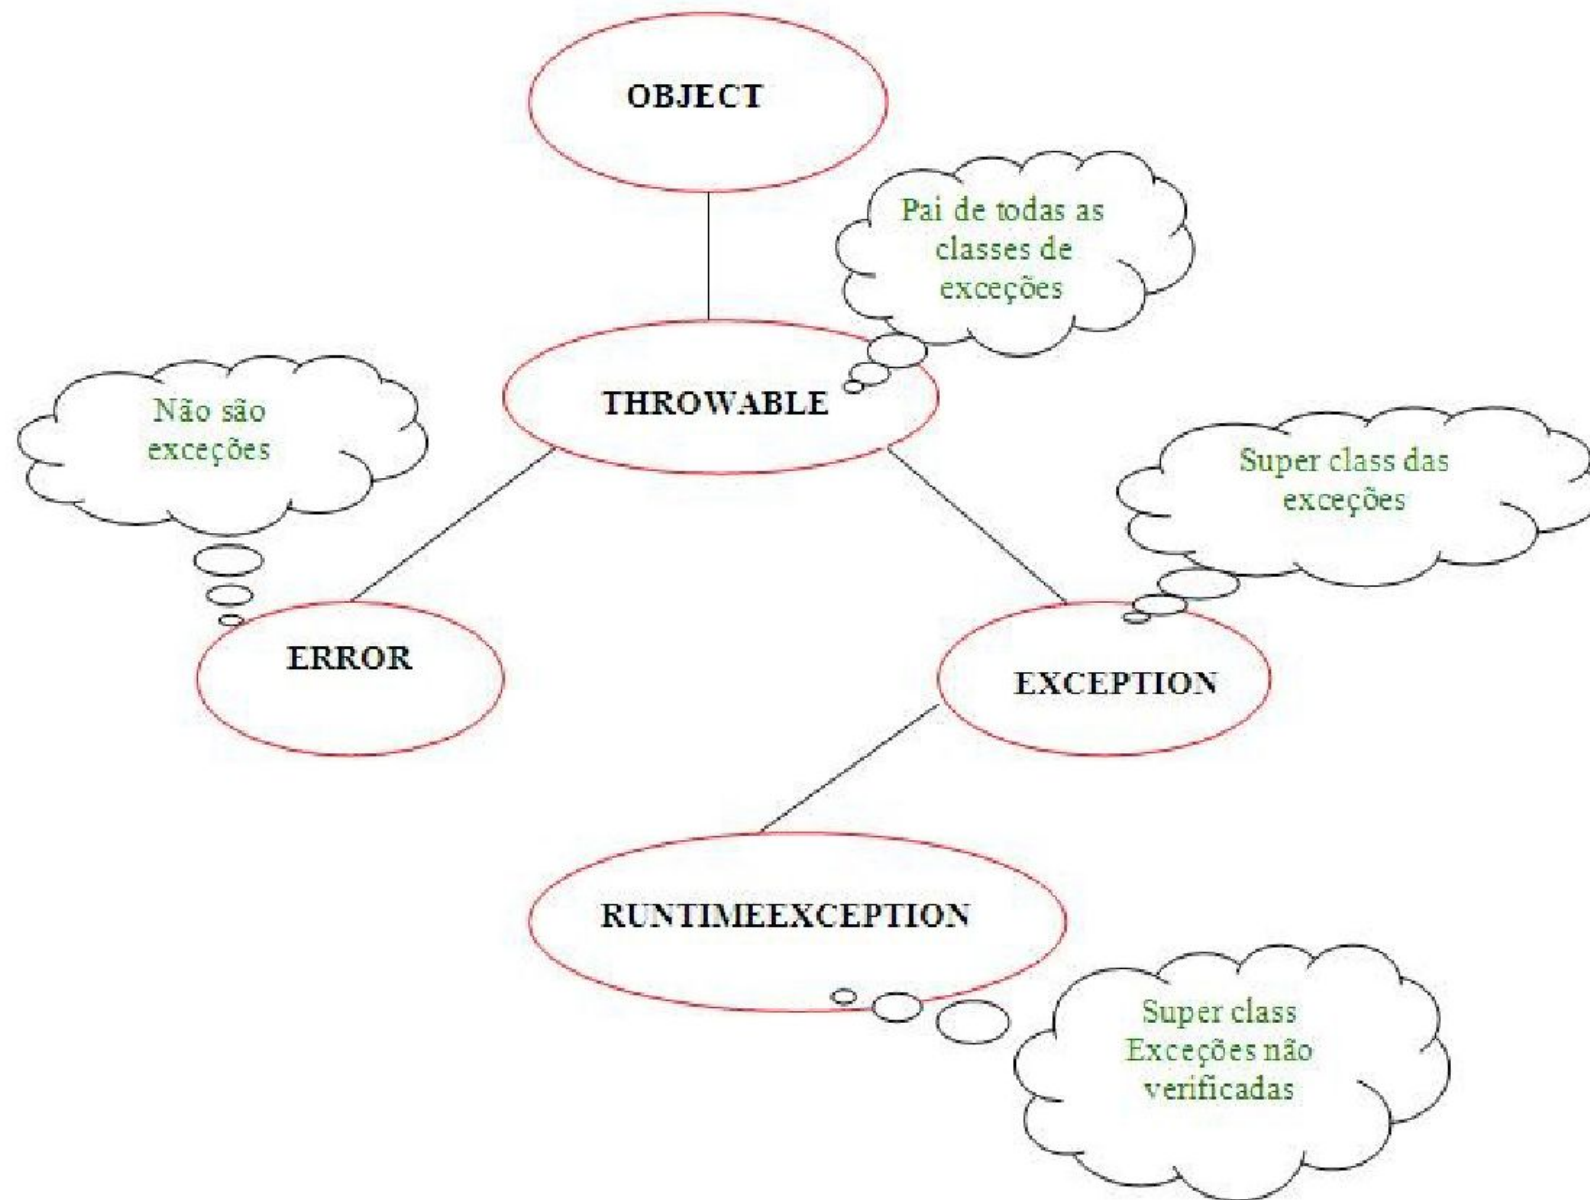 OBJECT
Pai de todas as
classes de
exceções
THROWABLE
Não são
exceções
Super class das
exceções
ERROR
EXCEPTION
RUNTIMEEXCEPTION
Super class
Exceções não
verificadas